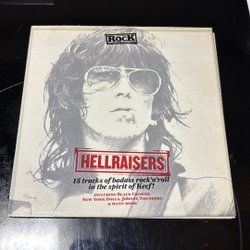 CLASSIC
ROCK
HELLRAISERS
15 tracks of badass rock'n'roll
in the spirit of Keef!
INCLUDING BLACK CROWES,
NEW YORK DOLLS, JOHNNY THUNDERS
& MANY MORE!